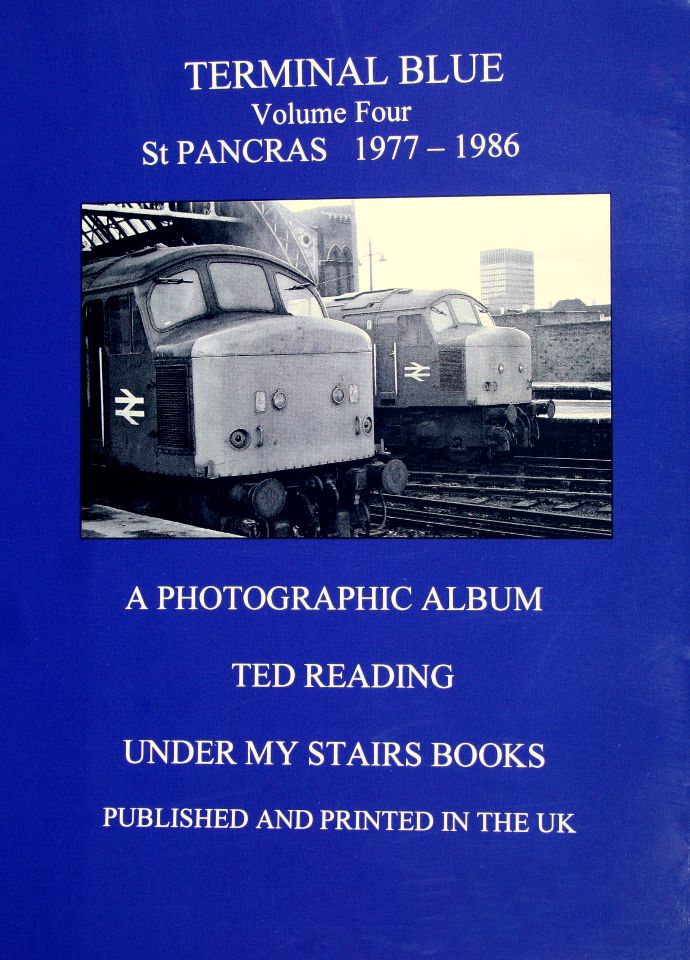 TERMINAL BLUE
Volume Four
St PANCRAS 1977 – 1986
A PHOTOGRAPHIC ALBUM
TED READING
UNDER MY STAIRS BOOKS
PUBLISHED AND PRINTED IN THE UK